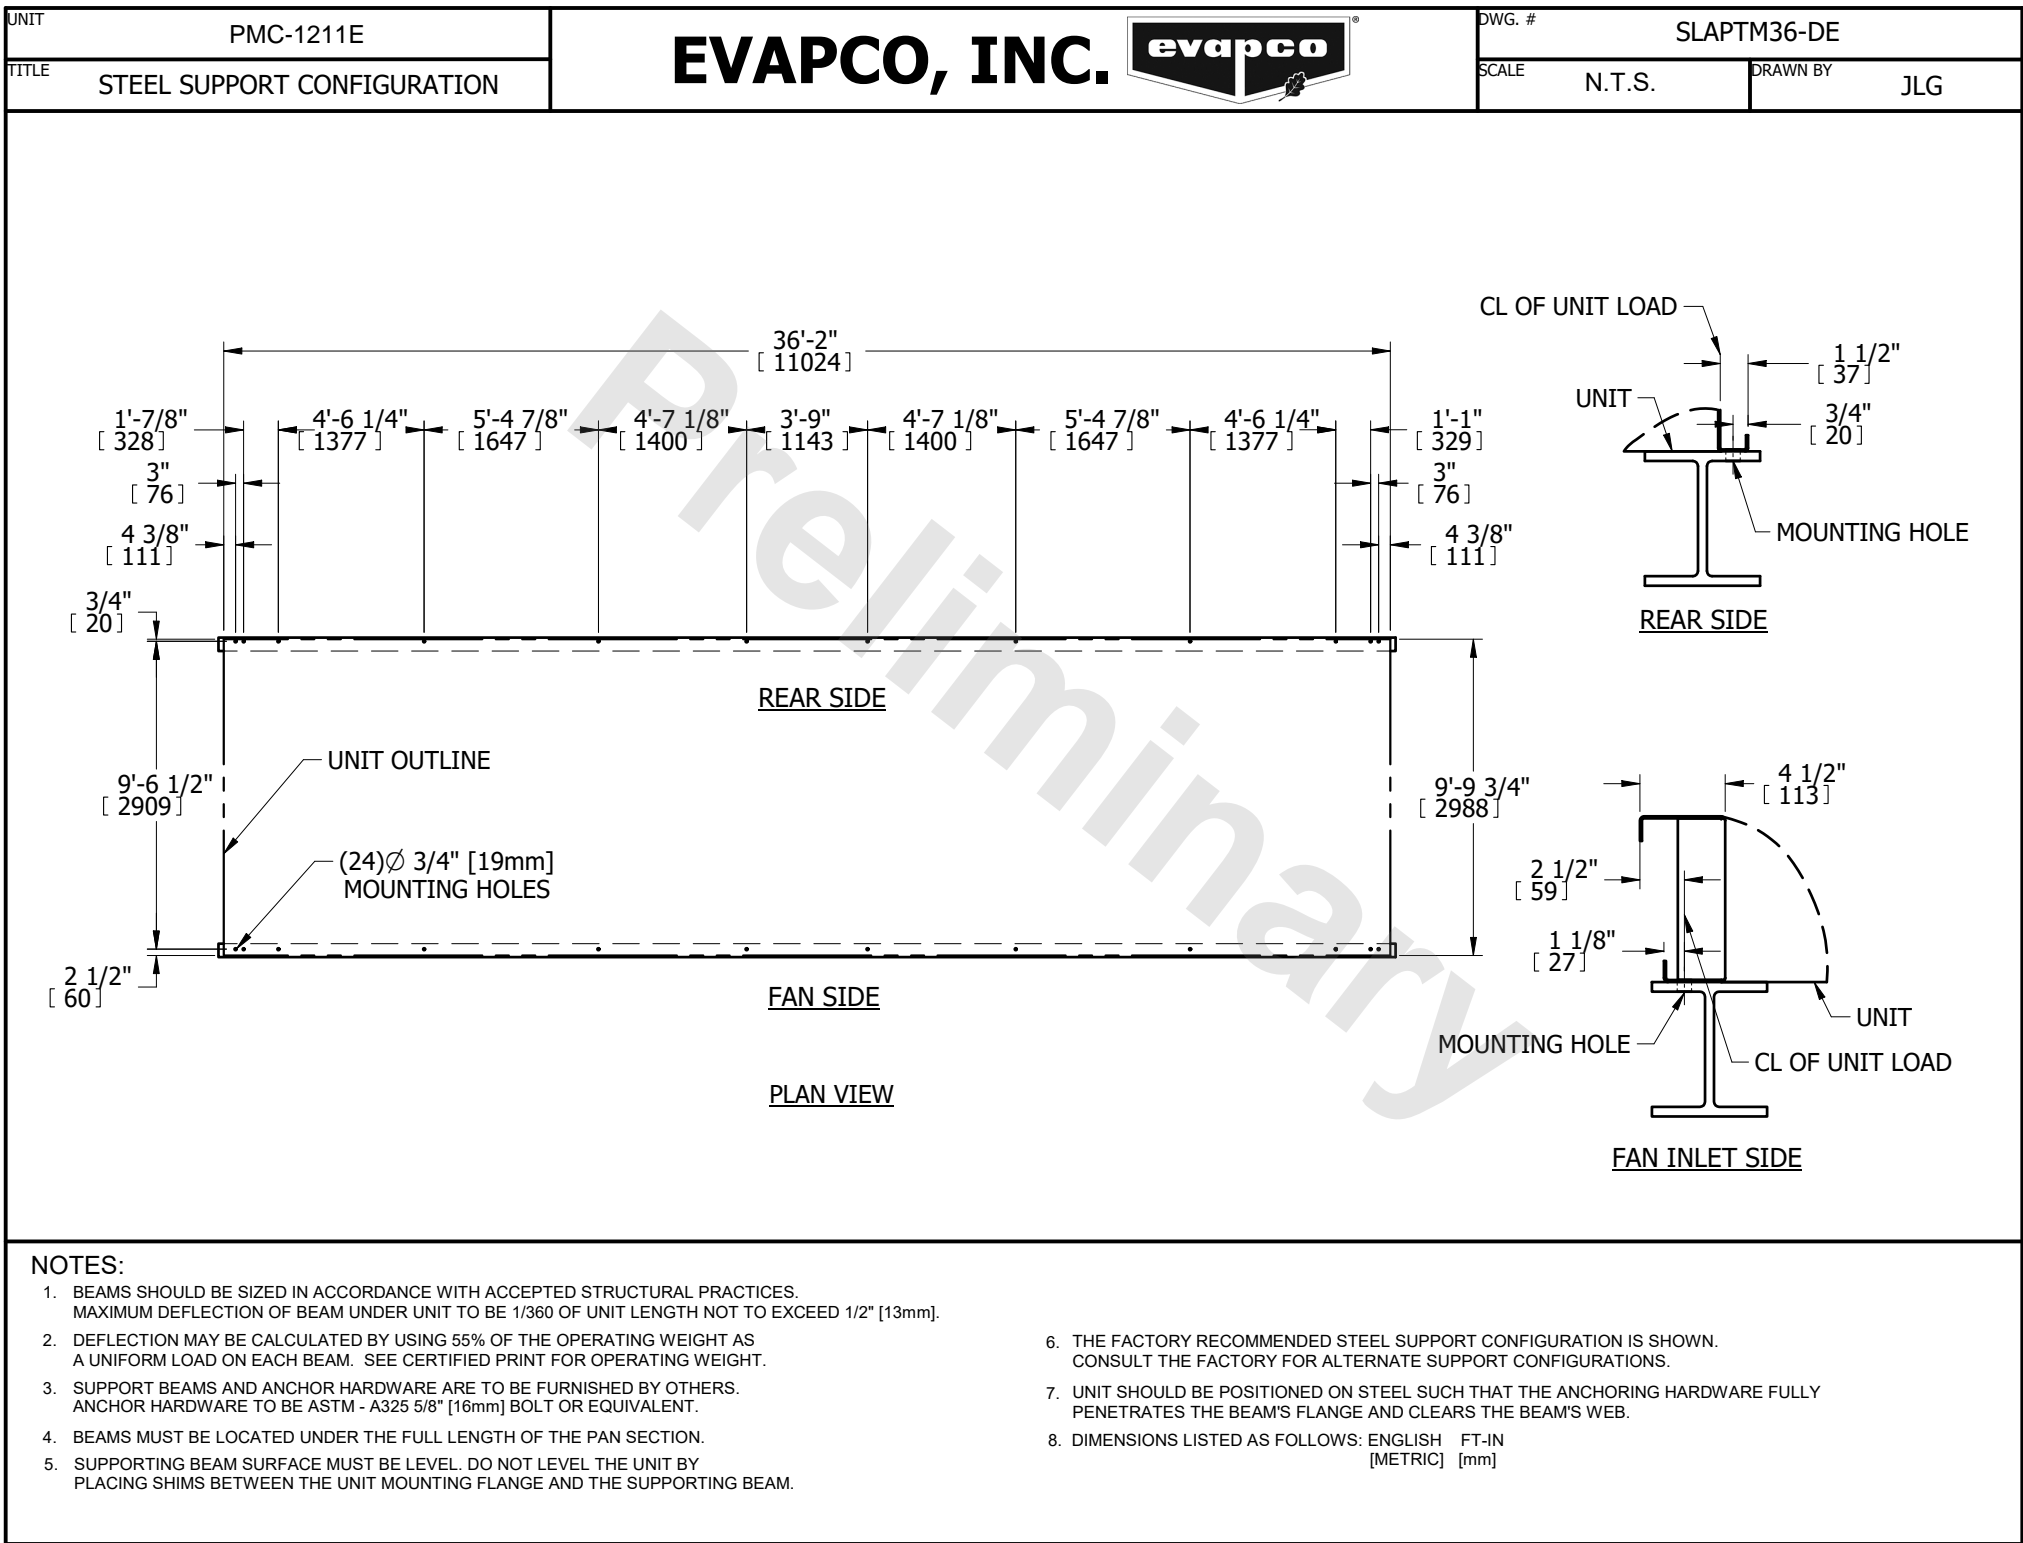 UNIT
PMC-1211E
TITLE
STEEL SUPPORT CONFIGURATION
EVAPCO, INC.
evapco
®
DWG. #
SLAPTM36-DE
SCALE
N.T.S.
DRAWN BY
JLG
36'-2"
[ 11024 ]
1'-7/8"
[ 328 ]
4'-6 1/4"
[ 1377 ]
5'-4 7/8"
[ 1647 ]
4'-7 1/8"
[ 1400 ]
3'-9"
[ 1143 ]
4'-7 1/8"
[ 1400 ]
5'-4 7/8"
[ 1647 ]
4'-6 1/4"
[ 1377 ]
1'-1"
[ 329 ]
3"
[ 76 ]
3"
[ 76 ]
4 3/8"
[ 111 ]
4 3/8"
[ 111 ]
3/4"
[ 20 ]
REAR SIDE
UNIT OUTLINE
9'-6 1/2"
[ 2909 ]
9'-9 3/4"
[ 2988 ]
(24)∅ 3/4" [19mm]
MOUNTING HOLES
2 1/2"
[ 60 ]
FAN SIDE
PLAN VIEW
Preliminary
CL OF UNIT LOAD
1 1/2"
[ 37 ]
UNIT
3/4"
[ 20 ]
MOUNTING HOLE
REAR SIDE
4 1/2"
[ 113 ]
2 1/2"
[ 59 ]
1 1/8"
[ 27 ]
UNIT
MOUNTING HOLE
CL OF UNIT LOAD
FAN INLET SIDE
NOTES:
1. BEAMS SHOULD BE SIZED IN ACCORDANCE WITH ACCEPTED STRUCTURAL PRACTICES.
MAXIMUM DEFLECTION OF BEAM UNDER UNIT TO BE 1/360 OF UNIT LENGTH NOT TO EXCEED 1/2" [13mm].
2. DEFLECTION MAY BE CALCULATED BY USING 55% OF THE OPERATING WEIGHT AS
A UNIFORM LOAD ON EACH BEAM. SEE CERTIFIED PRINT FOR OPERATING WEIGHT.
3. SUPPORT BEAMS AND ANCHOR HARDWARE ARE TO BE FURNISHED BY OTHERS.
ANCHOR HARDWARE TO BE ASTM - A325 5/8" [16mm] BOLT OR EQUIVALENT.
4. BEAMS MUST BE LOCATED UNDER THE FULL LENGTH OF THE PAN SECTION.
5. SUPPORTING BEAM SURFACE MUST BE LEVEL. DO NOT LEVEL THE UNIT BY
PLACING SHIMS BETWEEN THE UNIT MOUNTING FLANGE AND THE SUPPORTING BEAM.
6. THE FACTORY RECOMMENDED STEEL SUPPORT CONFIGURATION IS SHOWN.
CONSULT THE FACTORY FOR ALTERNATE SUPPORT CONFIGURATIONS.
7. UNIT SHOULD BE POSITIONED ON STEEL SUCH THAT THE ANCHORING HARDWARE FULLY
PENETRATES THE BEAM'S FLANGE AND CLEARS THE BEAM'S WEB.
8. DIMENSIONS LISTED AS FOLLOWS: ENGLISH FT-IN
[METRIC] [mm]